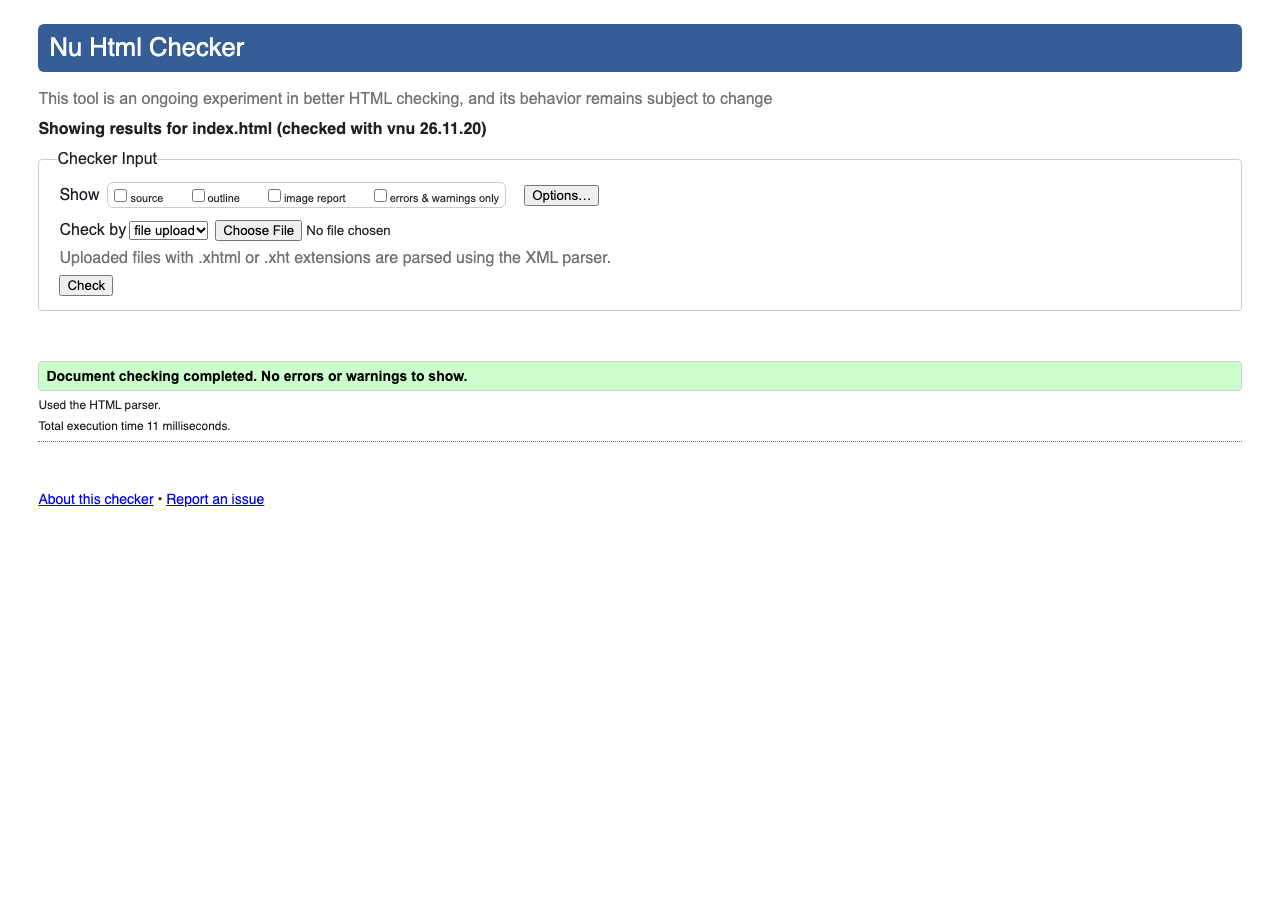 Nu Html Checker
This tool is an ongoing experiment in better HTML checking, and its behavior remains subject to change
Showing results for index.html (checked with vnu 26.11.20)
Checker Input
Show source outline image report errors & warnings only Options…
Check by file upload Choose File No file chosen
Uploaded files with .xhtml or .xht extensions are parsed using the XML parser.
Check
Document checking completed. No errors or warnings to show.
Used the HTML parser.
Total execution time 11 milliseconds.
About this checker • Report an issue